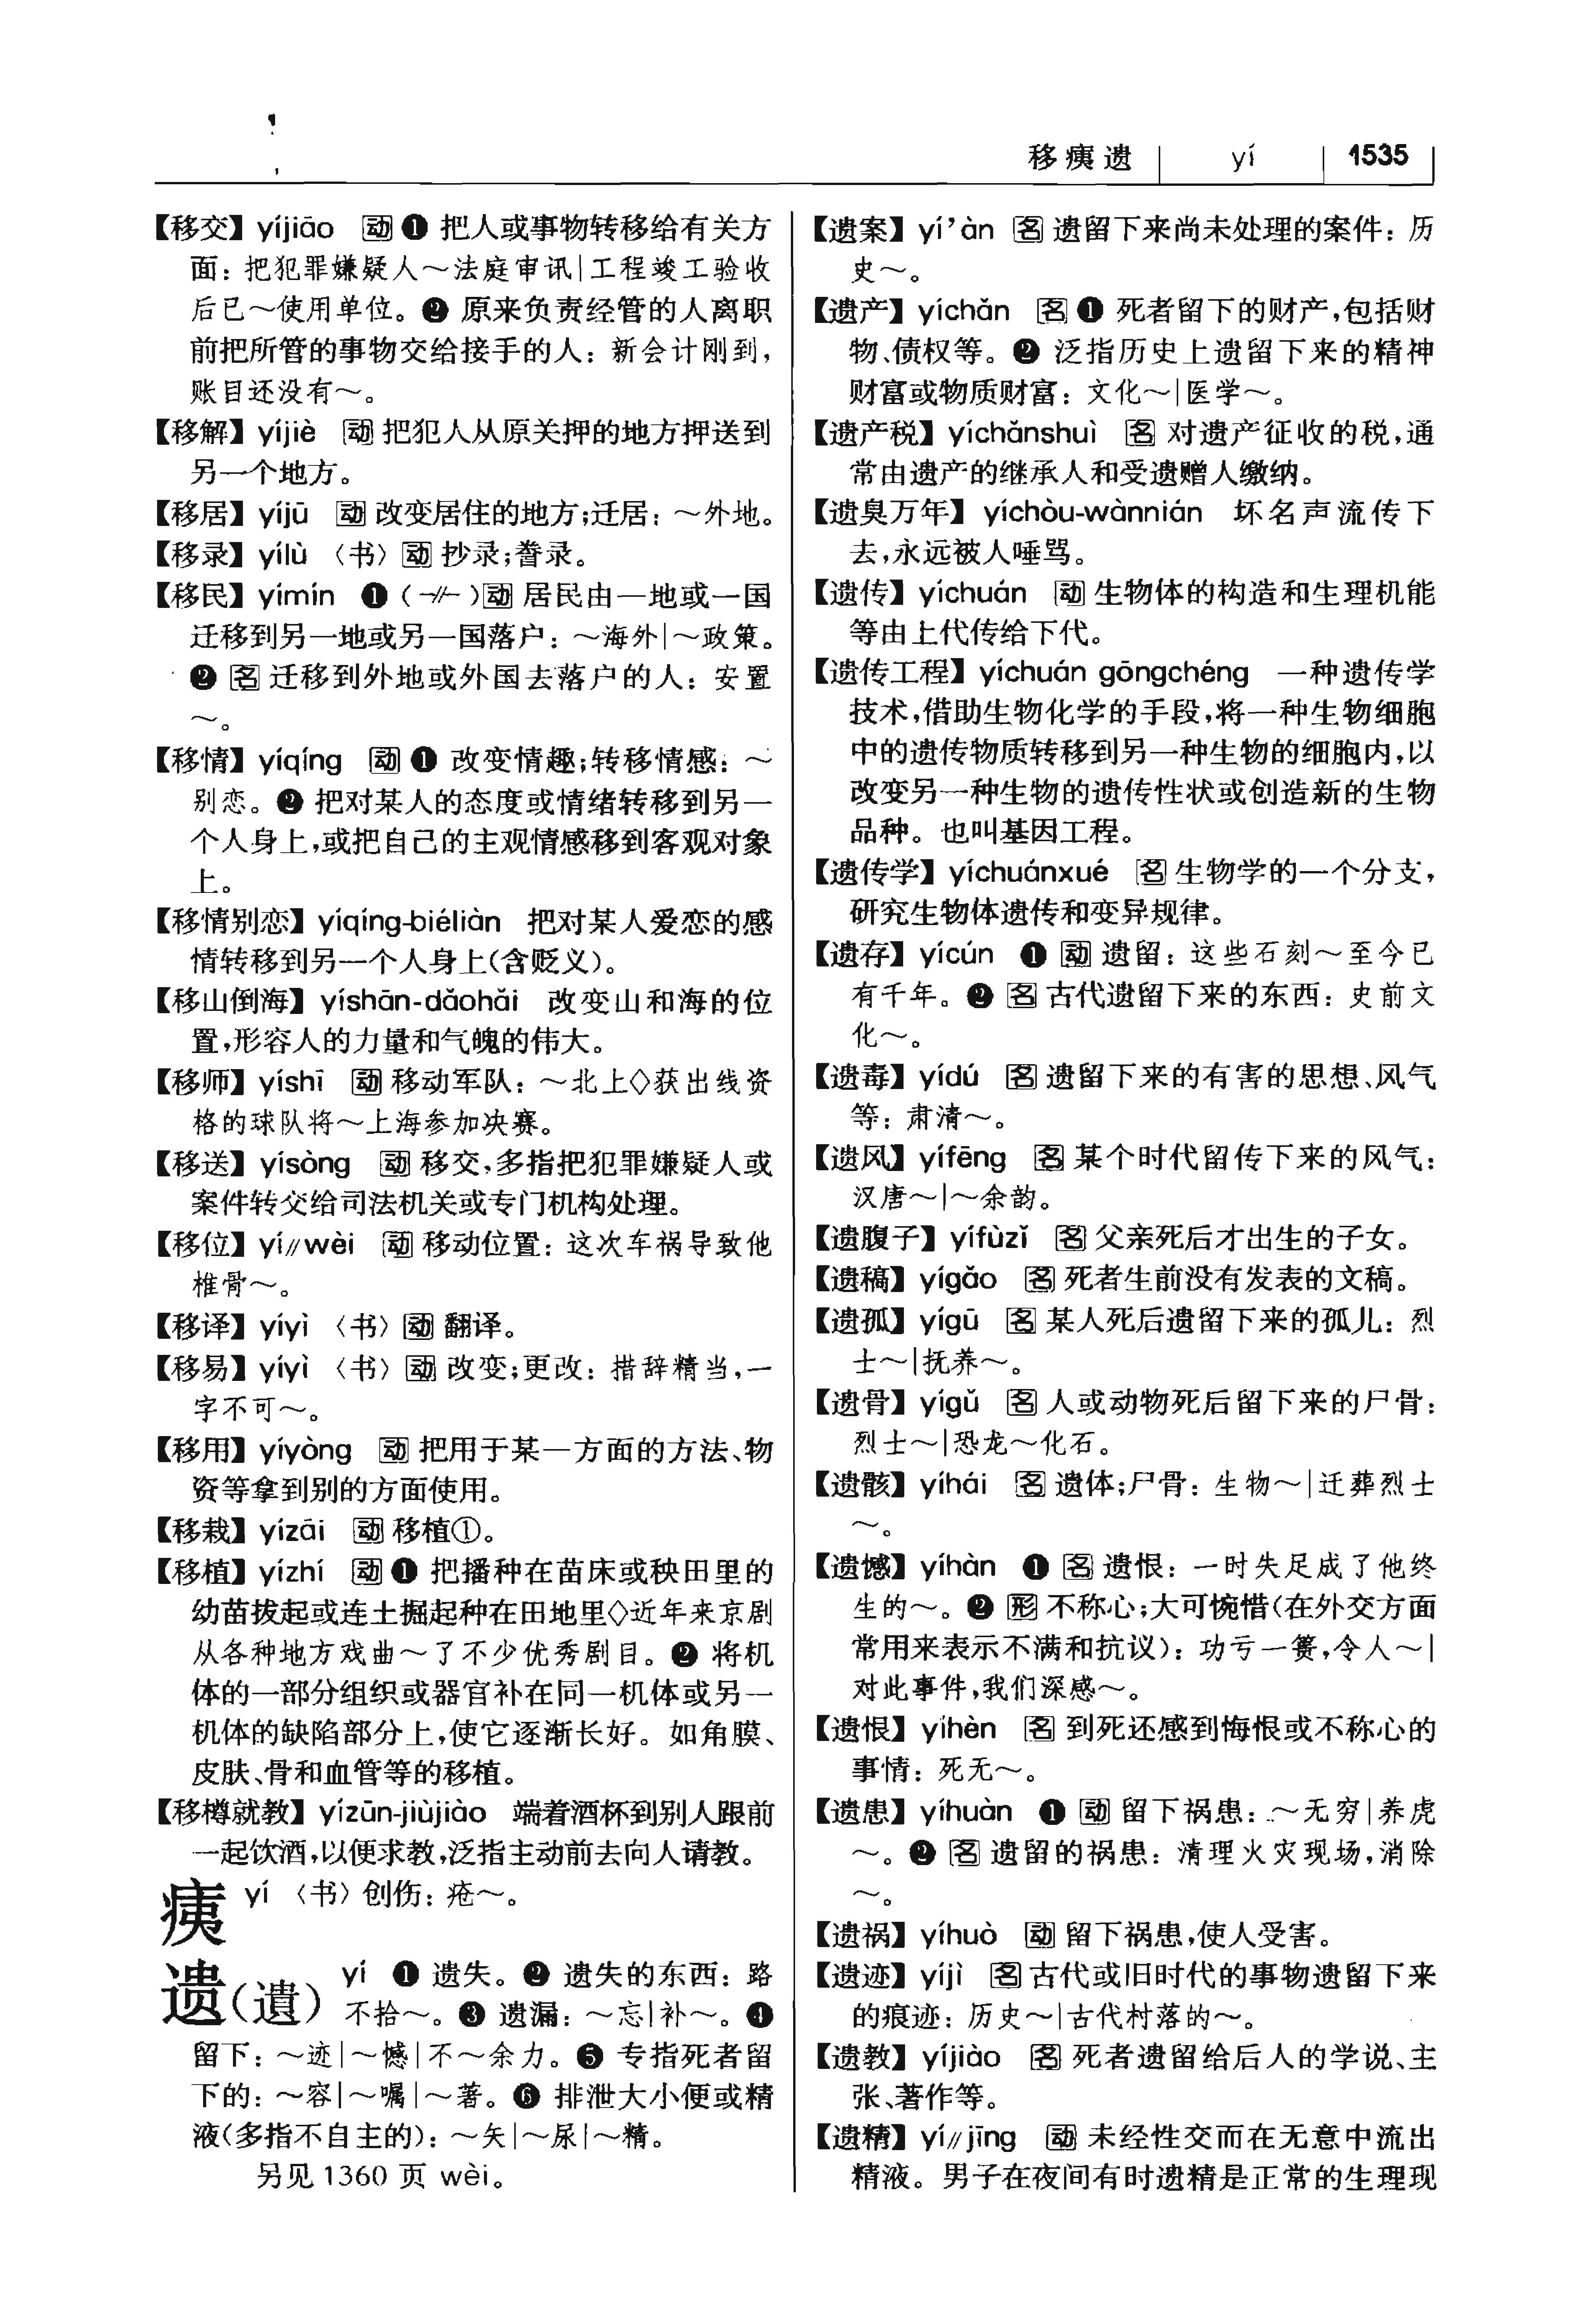 移痍遗 yí 1535
【移交】yíjiāo 动❶ 把人或事物转移给有关方
面：把犯罪嫌疑人～法庭审讯|工程竣工验收
后已～使用单位。❷ 原来负责经管的人离职
前把所管的事物交给接手的人：新会计刚到，
账目还没有～。
【移解】yíjiè 动 把犯人从原关押的地方押送到
另一个地方。
【移居】yíjū 动 改变居住的地方；迁居：～外地。
【移录】yílù 〈书〉动 抄录；誊录。
【移民】yímín ❶（-//-）动 居民由一地或一国
迁移到另一地或另一国落户：～海外|～政策。
❷ 名 迁移到外地或外国去落户的人：安置
～。
【移情】yíqíng 动❶ 改变情趣；转移情感：～
别恋。❷ 把对某人的态度或情绪转移到另一
个人身上，或把自己的主观情感移到客观对象
上。
【移情别恋】yíqíng-biéliàn 把对某人爱恋的感
情转移到另一个人身上（含贬义）。
【移山倒海】yíshān-dǎohǎi 改变山和海的位
置，形容人的力量和气魄的伟大。
【移师】yíshī 动 移动军队：～北上◇获出线资
格的球队将～上海参加决赛。
【移送】yísòng 动 移交，多指把犯罪嫌疑人或
案件转交给司法机关或专门机构处理。
【移位】yí//wèi 动 移动位置：这次车祸导致他
椎骨～。
【移译】yíyì 〈书〉动 翻译。
【移易】yíyì 〈书〉动 改变；更改：措辞精当，一
字不可～。
【移用】yíyòng 动 把用于某一方面的方法、物
资等拿到别的方面使用。
【移栽】yízāi 动 移植①。
【移植】yízhí 动❶ 把播种在苗床或秧田里的
幼苗拔起或连土掘起种在田地里◇近年来京剧
从各种地方戏曲～了不少优秀剧目。❷ 将机
体的一部分组织或器官补在同一机体或另一
机体的缺陷部分上，使它逐渐长好。如角膜、
皮肤、骨和血管等的移植。
【移樽就教】yízūn-jiùjiào 端着酒杯到别人跟前
一起饮酒，以便求教，泛指主动前去向人请教。
痍 yí 〈书〉创伤：疮～。
遗（遺） yí ❶ 遗失。❷ 遗失的东西：路
不拾～。❸ 遗漏：～忘|补～。❹
留下：～迹|～憾|不～余力。❺ 专指死者留
下的：～容|～嘱|～著。❻ 排泄大小便或精
液（多指不自主的）：～矢|～尿|～精。
另见 1360 页 wèi。
【遗案】yí’àn 名 遗留下来尚未处理的案件：历
史～。
【遗产】yíchǎn 名❶ 死者留下的财产，包括财
物、债权等。❷ 泛指历史上遗留下来的精神
财富或物质财富：文化～|医学～。
【遗产税】yíchǎnshuì 名 对遗产征收的税，通
常由遗产的继承人和受遗赠人缴纳。
【遗臭万年】yíchòu-wànnián 坏名声流传下
去，永远被人唾骂。
【遗传】yíchuán 动 生物体的构造和生理机能
等由上代传给下代。
【遗传工程】yíchuán gōngchéng 一种遗传学
技术，借助生物化学的手段，将一种生物细胞
中的遗传物质转移到另一种生物的细胞内，以
改变另一种生物的遗传性状或创造新的生物
品种。也叫基因工程。
【遗传学】yíchuánxué 名 生物学的一个分支，
研究生物体遗传和变异规律。
【遗存】yícún ❶ 动 遗留：这些石刻～至今已
有千年。❷ 名 古代遗留下来的东西：史前文
化～。
【遗毒】yídú 名 遗留下来的有害的思想、风气
等：肃清～。
【遗风】yífēng 名 某个时代留传下来的风气：
汉唐～|～余韵。
【遗腹子】yífùzǐ 名 父亲死后才出生的子女。
【遗稿】yígǎo 名 死者生前没有发表的文稿。
【遗孤】yígū 名 某人死后遗留下来的孤儿：烈
士～|抚养～。
【遗骨】yígǔ 名 人或动物死后留下来的尸骨：
烈士～|恐龙～化石。
【遗骸】yíhái 名 遗体；尸骨：生物～|迁葬烈士
～。
【遗憾】yíhàn ❶ 名 遗恨：一时失足成了他终
生的～。❷ 形 不称心；大可惋惜（在外交方面
常用来表示不满和抗议）：功亏一篑，令人～|
对此事件，我们深感～。
【遗恨】yíhèn 名 到死还感到悔恨或不称心的
事情：死无～。
【遗患】yíhuàn ❶ 动 留下祸患：～无穷|养虎
～。❷ 名 遗留的祸患：清理火灾现场，消除
～。
【遗祸】yíhuò 动 留下祸患，使人受害。
【遗迹】yíjì 名 古代或旧时代的事物遗留下来
的痕迹：历史～|古代村落的～。
【遗教】yíjiào 名 死者遗留给后人的学说、主
张、著作等。
【遗精】yí//jīng 动 未经性交而在无意中流出
精液。男子在夜间有时遗精是正常的生理现